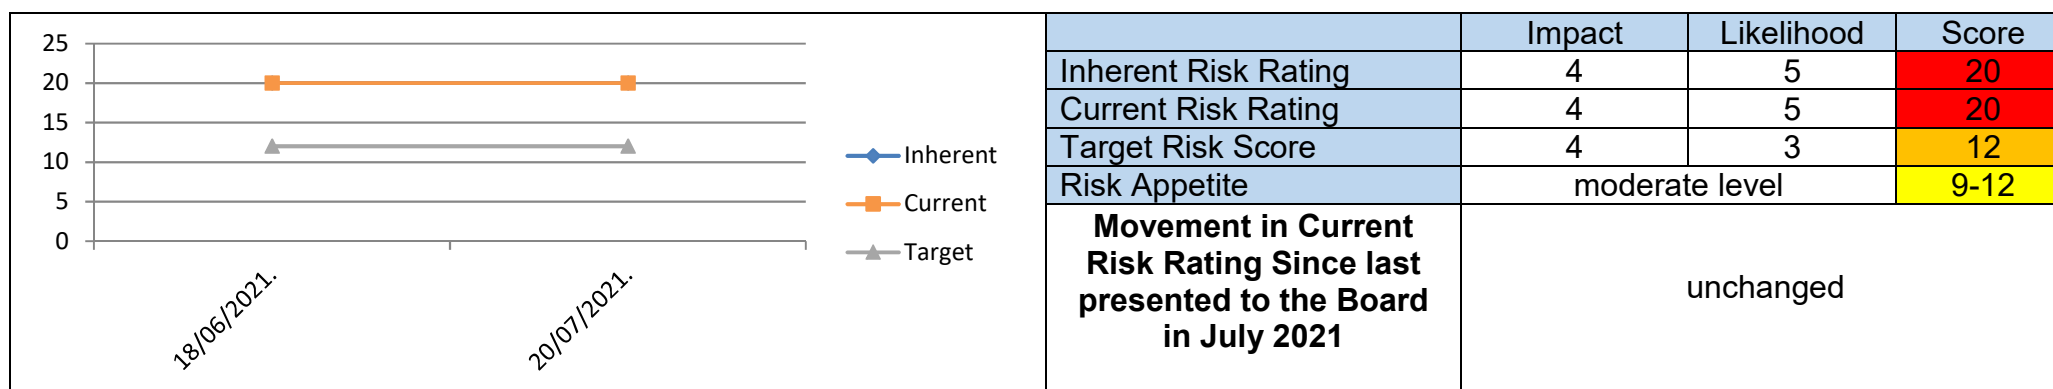 25
20
15
10
5
0
18/06/2021.
20/07/2021.
Inherent
Current
Target
Impact Likelihood Score
Inherent Risk Rating 4 5 20
Current Risk Rating 4 5 20
Target Risk Score 4 3 12
Risk Appetite moderate level 9-12
Movement in Current
Risk Rating Since last
presented to the Board
in July 2021
unchanged